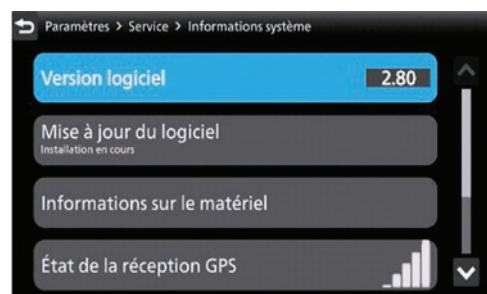 Paramètres > Service > Informations système
Version logiciel 2.80
Mise à jour du logiciel
Installation en cours
Informations sur le matériel
État de la réception GPS